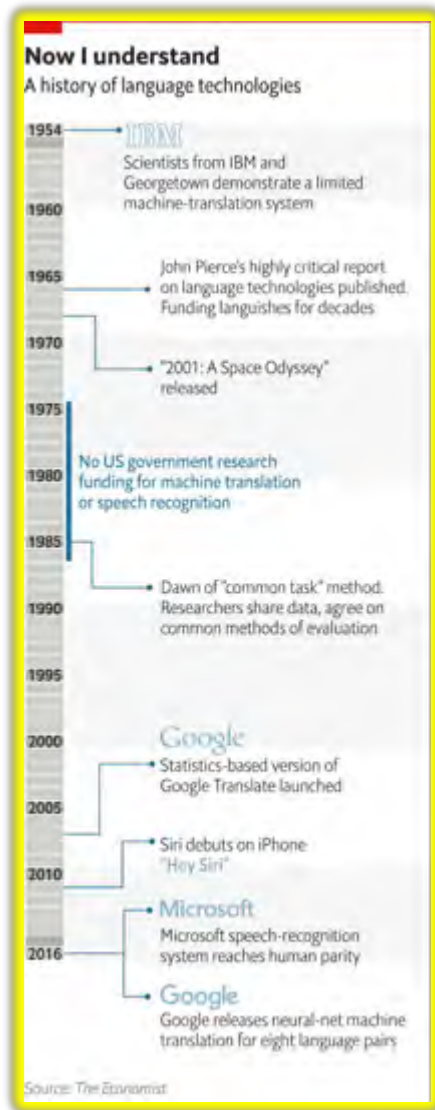 Now I understand
A history of language technologies
1954
IBM
Scientists from IBM and
Georgetown demonstrate a limited
machine-translation system
1960
1965
John Pierce's highly critical report
on language technologies published.
Funding languishes for decades
1970
"2001: A Space Odyssey"
released
1975
No US government research
funding for machine translation
or speech recognition
1980
1985
Dawn of "common task" method.
Researchers share data, agree on
common methods of evaluation
1990
1995
2000
Google
Statistics-based version of
Google Translate launched
2005
Siri debuts on iPhone
"Hey Siri"
2010
Microsoft
Microsoft speech-recognition
system reaches human parity
2016
Google
Google releases neural-net machine
translation for eight language pairs
Source: The Economist